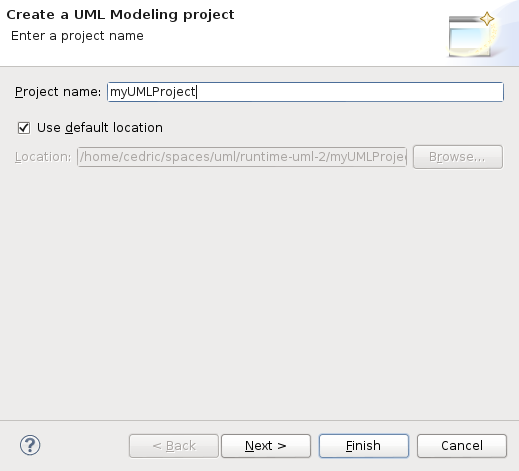 Create a UML Modeling project
Enter a project name
Project name: myUMLProject
Use default location
Location: /home/cedric/spaces/uml/runtime-uml-2/myUMLProje Browse...
? < Back Next > Finish Cancel